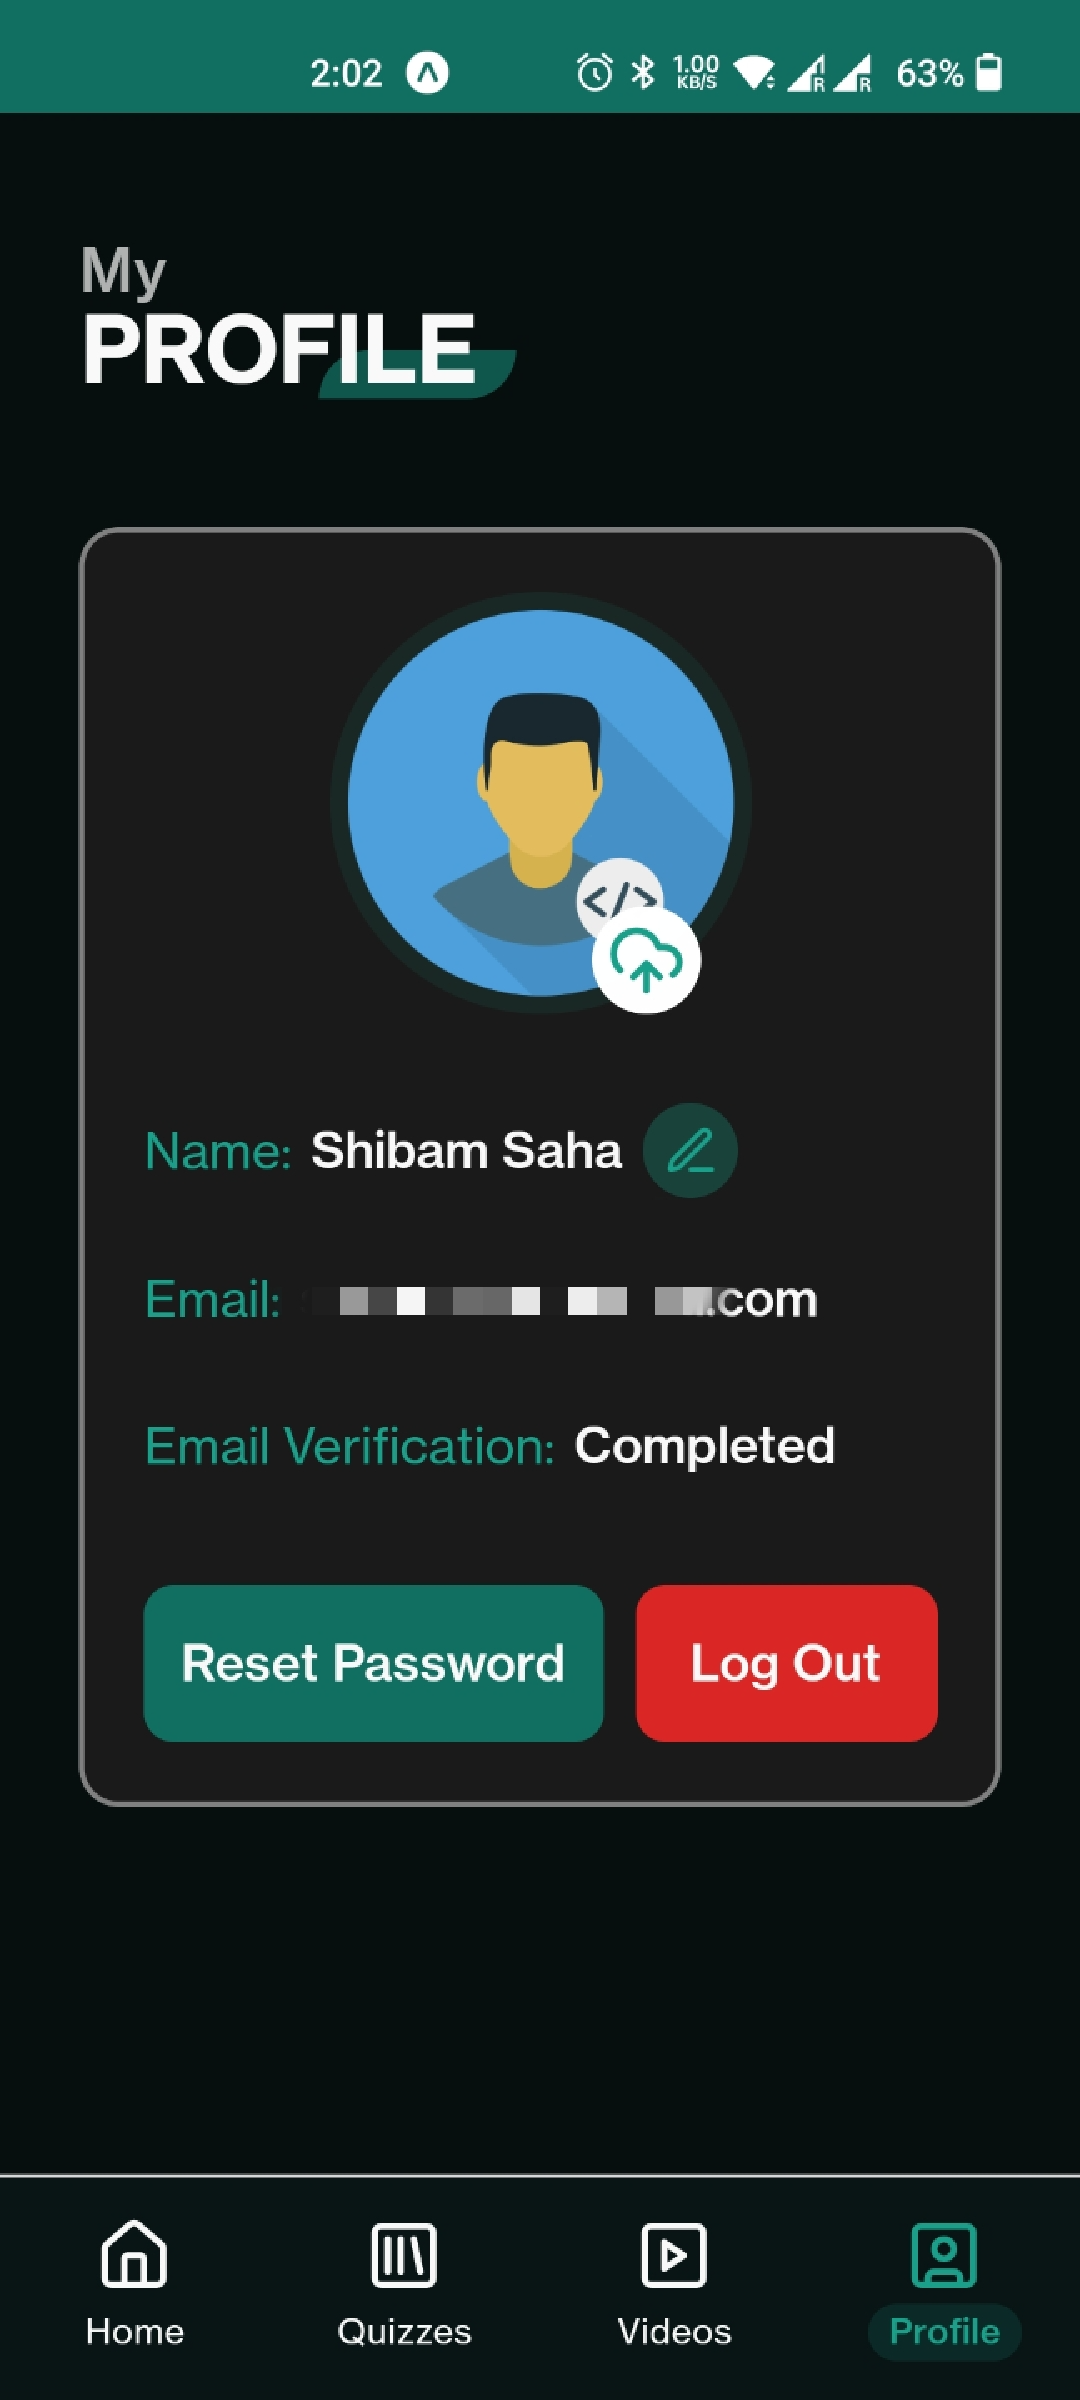 2:02 1.00 KB/S R R 63%
My
PROFILE
</>
Name: Shibam Saha
Email: .com
Email Verification: Completed
Reset Password Log Out
Home Quizzes Videos Profile